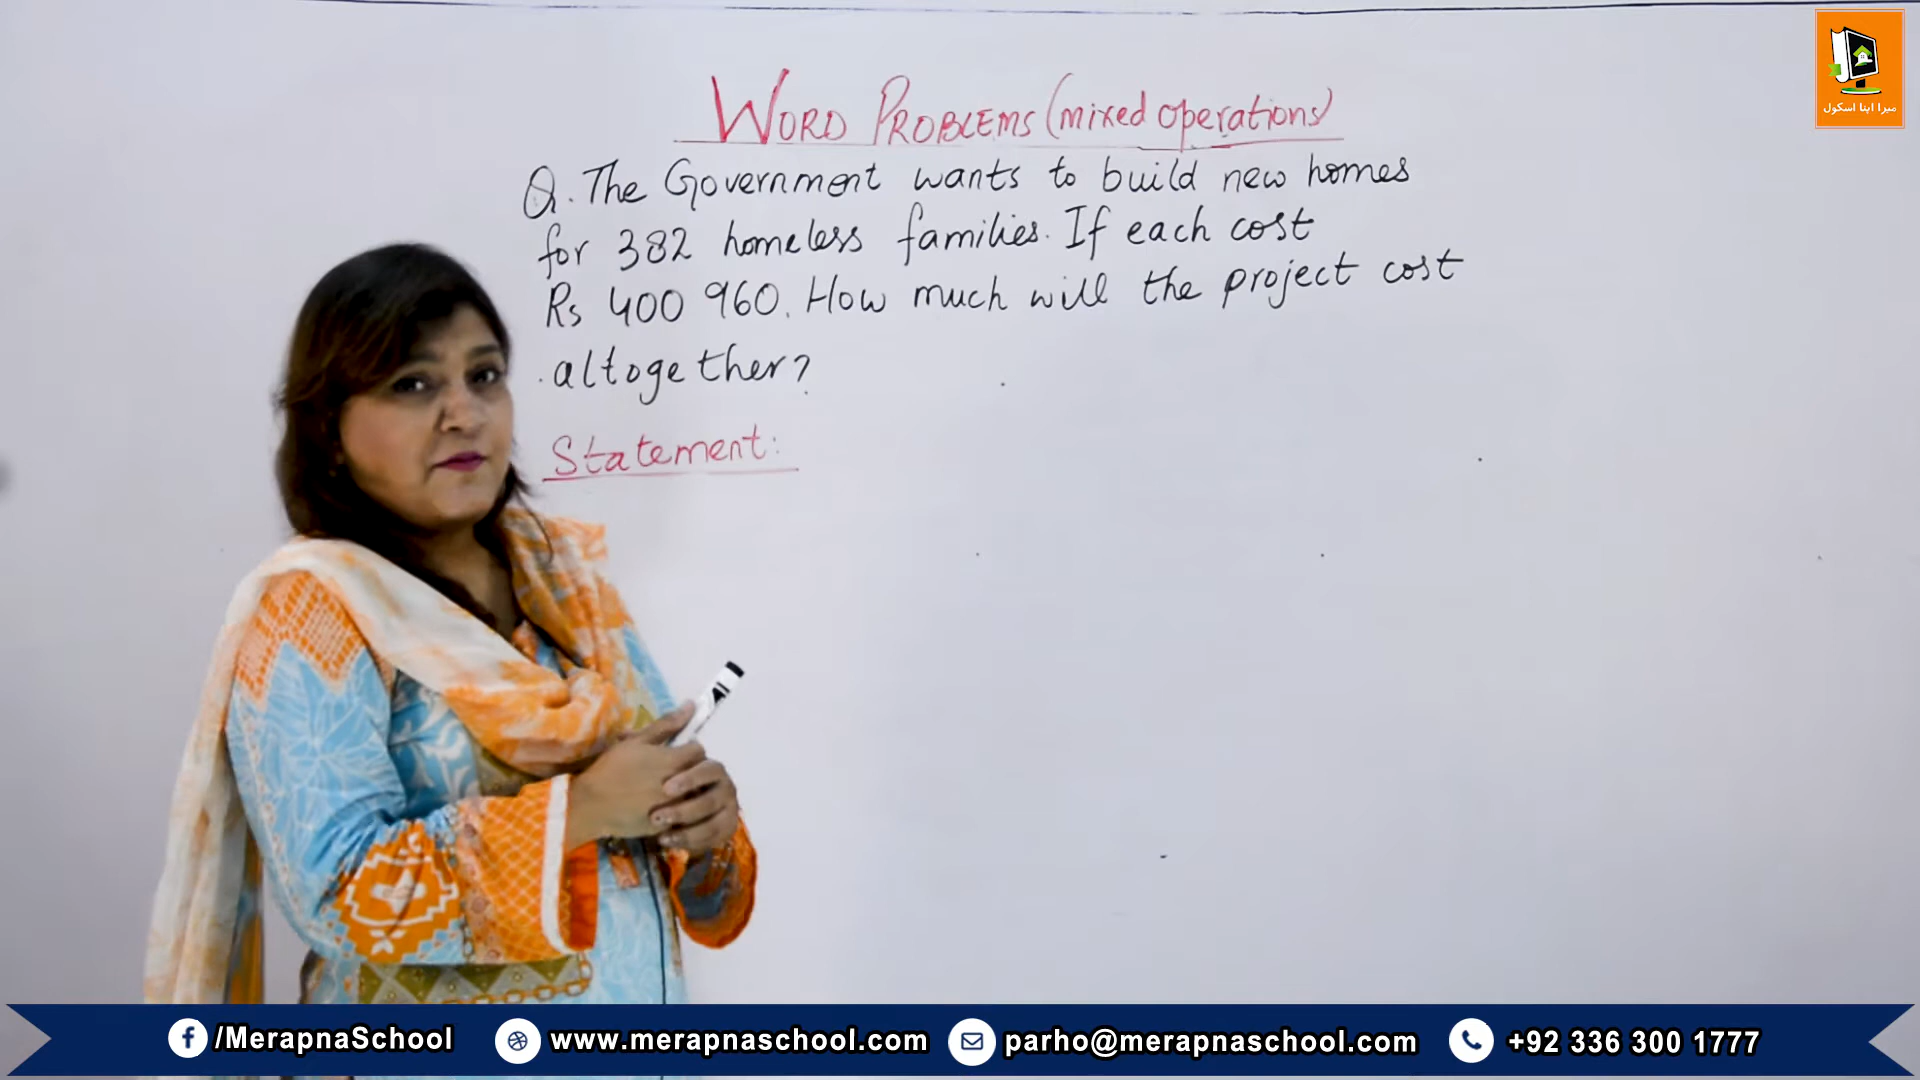 میرا اپنا اسکول
WORD PROBLEMS (mixed operations)
Q. The Government wants to build new homes
for 382 homeless families. If each cost
Rs 400 960. How much will the project cost
altogether?
Statement:
/MerapnaSchool
www.merapnaschool.com
parho@merapnaschool.com
+92 336 300 1777